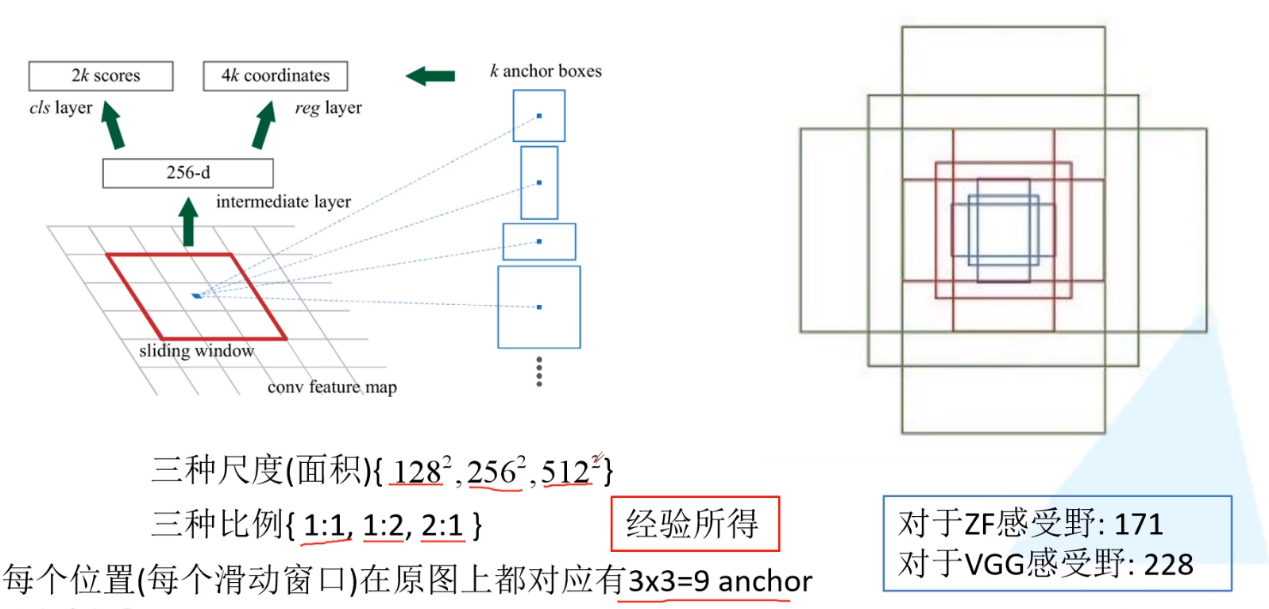 2k scores
4k coordinates
k anchor boxes
cls layer
reg layer
256-d
intermediate layer
sliding window
conv feature map
三种尺度(面积){ 128²,256²,512²}
三种比例{ 1:1, 1:2, 2:1 }
经验所得
每个位置(每个滑动窗口)在原图上都对应有3x3=9 anchor
对于ZF感受野: 171
对于VGG感受野: 228